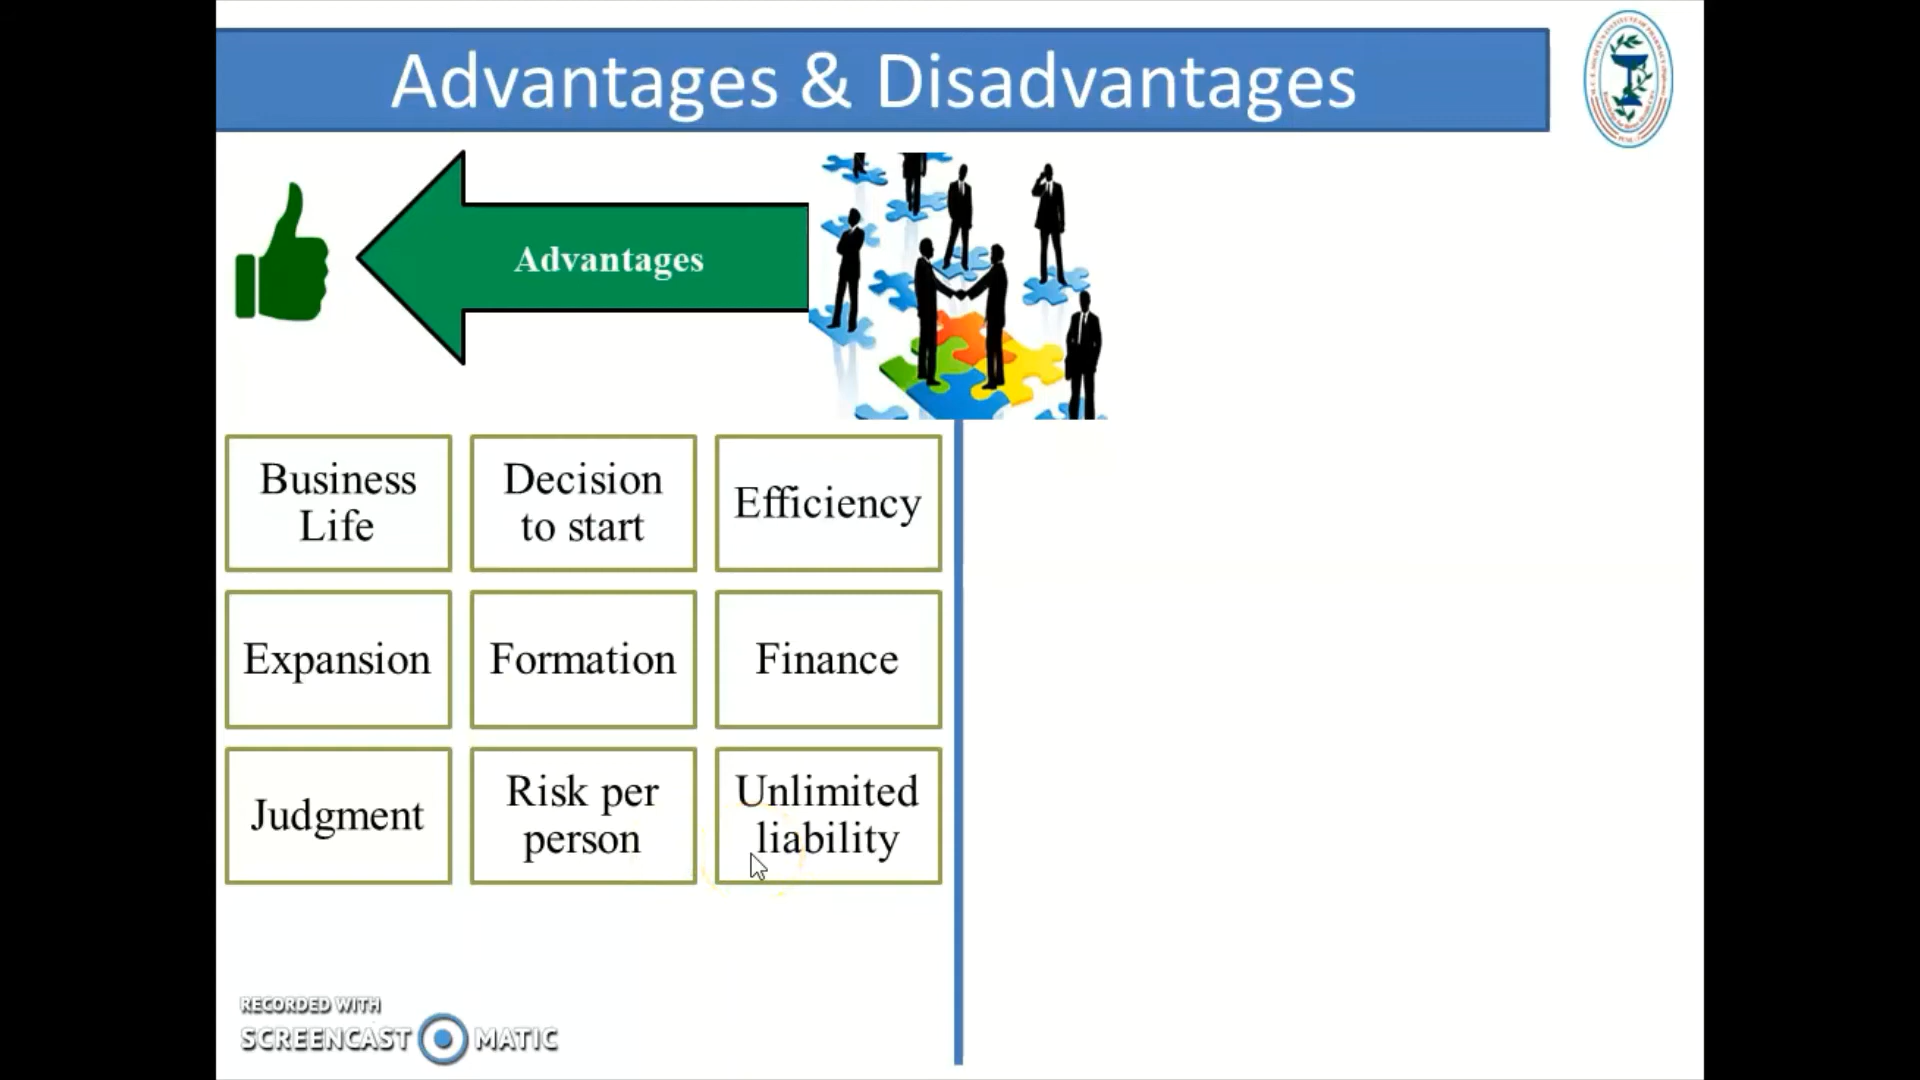 Advantages & Disadvantages
Advantages
Business
Life
Decision
to start
Efficiency
Expansion
Formation
Finance
Judgment
Risk per
person
Unlimited
liability
RECORDED WITH
SCREENCAST MATIC